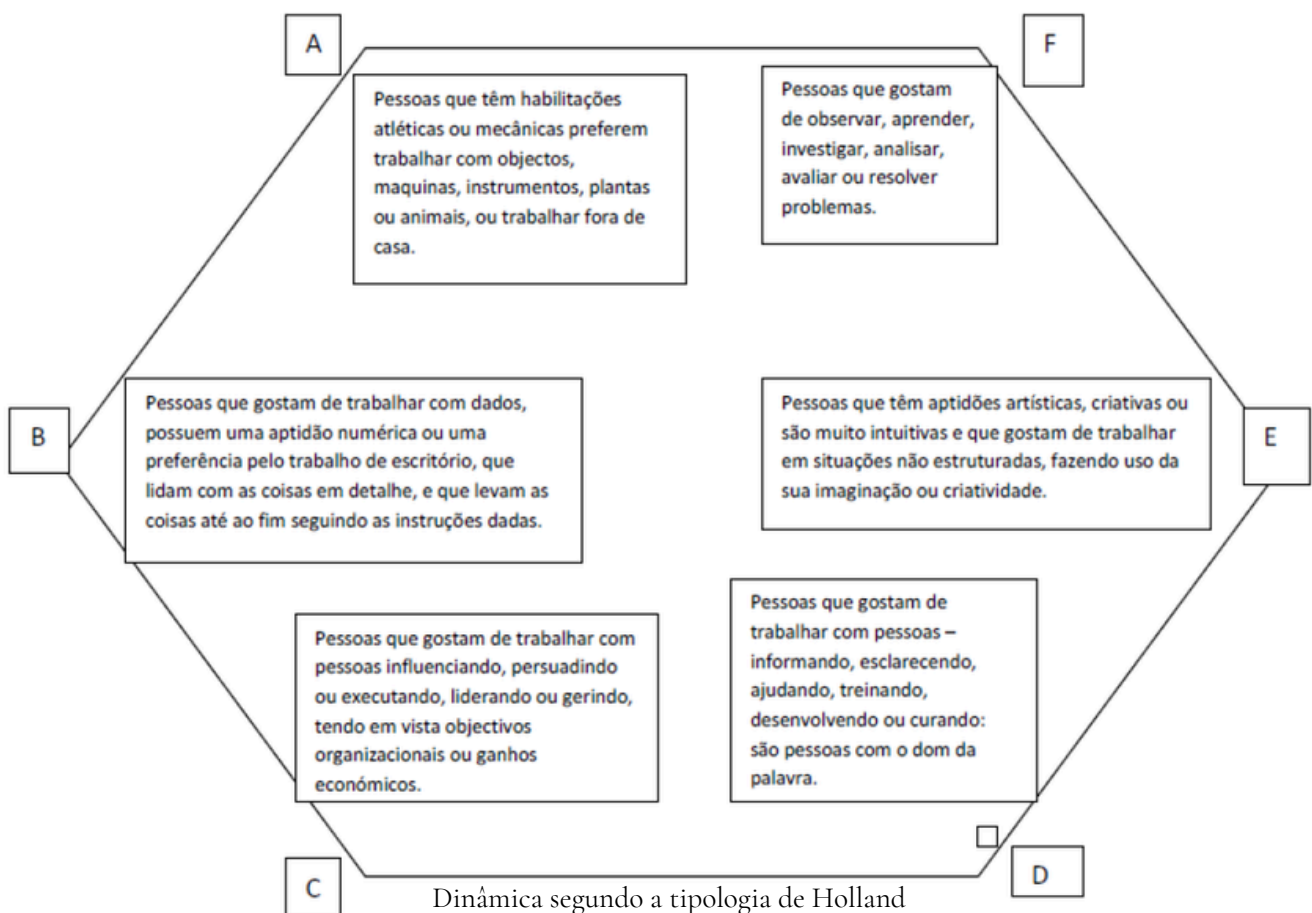 A
F
Pessoas que têm habilitações
atléticas ou mecânicas preferem
trabalhar com objectos,
maquinas, instrumentos, plantas
ou animais, ou trabalhar fora de
casa.
Pessoas que gostam
de observar, aprender,
investigar, analisar,
avaliar ou resolver
problemas.
B
Pessoas que gostam de trabalhar com dados,
possuem uma aptidão numérica ou uma
preferência pelo trabalho de escritório, que
lidam com as coisas em detalhe, e que levam as
coisas até ao fim seguindo as instruções dadas.
Pessoas que têm aptidões artísticas, criativas ou
são muito intuitivas e que gostam de trabalhar
em situações não estruturadas, fazendo uso da
sua imaginação ou criatividade.
E
Pessoas que gostam de trabalhar com
pessoas influenciando, persuadindo
ou executando, liderando ou gerindo,
tendo em vista objectivos
organizacionais ou ganhos
económicos.
Pessoas que gostam de
trabalhar com pessoas –
informando, esclarecendo,
ajudando, treinando,
desenvolvendo ou curando:
são pessoas com o dom da
palavra.
C
D
Dinâmica segundo a tipologia de Holland